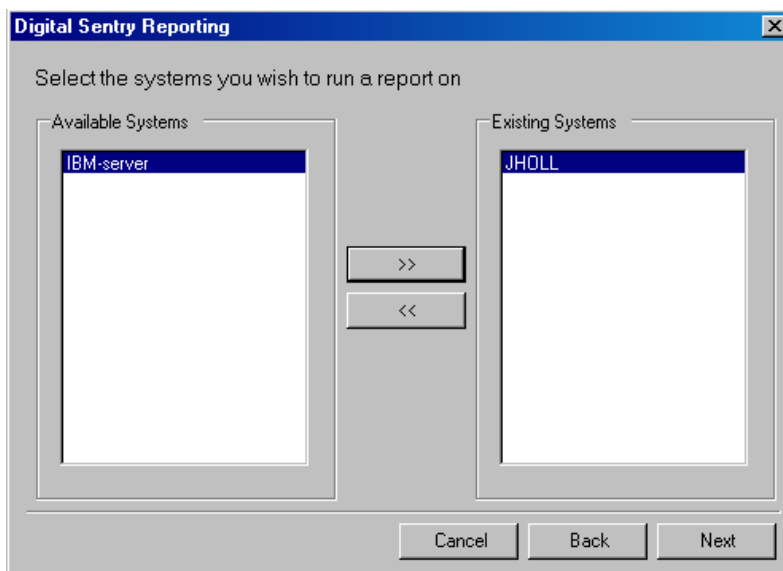 Digital Sentry Reporting
Select the systems you wish to run a report on
Available Systems
Existing Systems
IBM-server
JHOLL
>>
<<
Cancel
Back
Next